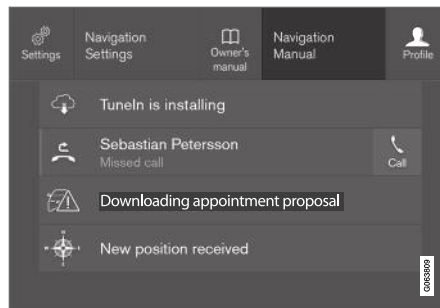 Settings
Navigation
Settings
Owner's
manual
Navigation
Manual
Profile
TuneIn is installing
Sebastian Petersson
Missed call
Call
Downloading appointment proposal
New position received
G063809